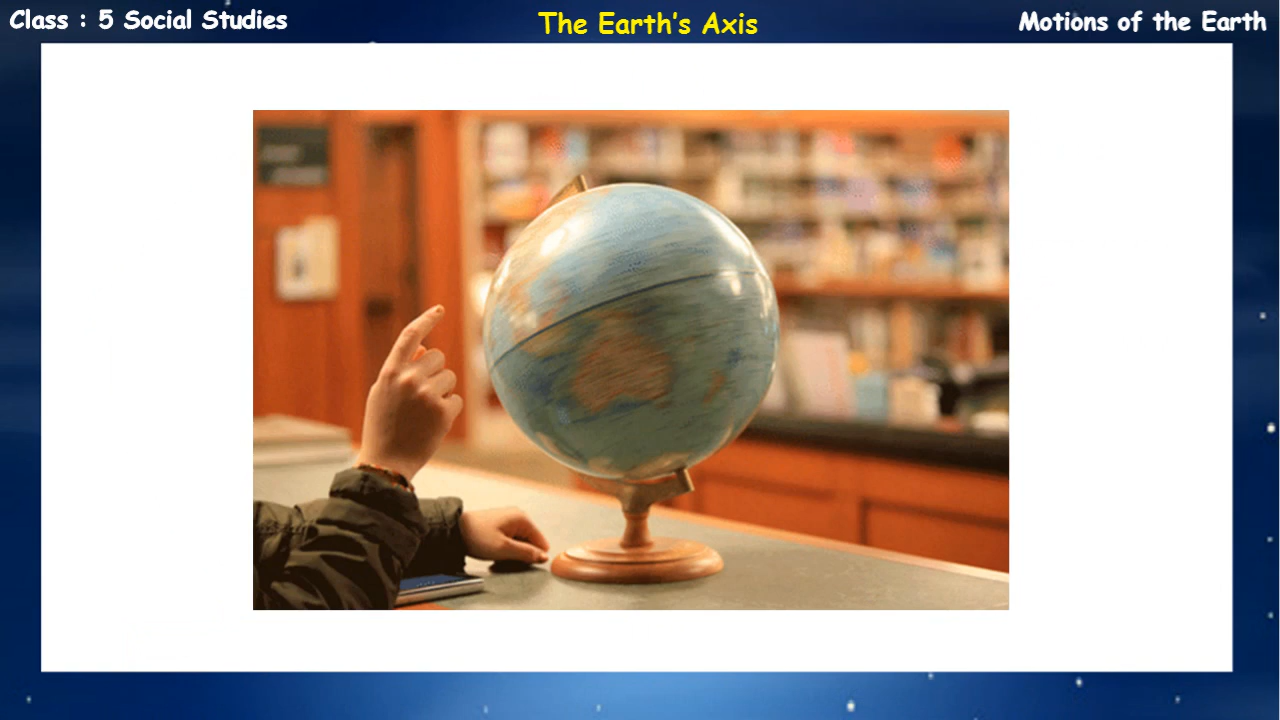 Class : 5 Social Studies
The Earth's Axis
Motions of the Earth